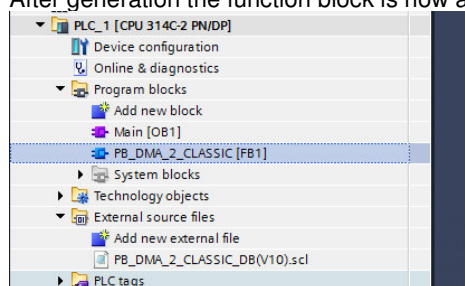 After generation the function block is now a
PLC_1 [CPU 314C-2 PN/DP]
Device configuration
Online & diagnostics
Program blocks
Add new block
Main [OB1]
PB_DMA_2_CLASSIC [FB1]
System blocks
Technology objects
External source files
Add new external file
PB_DMA_2_CLASSIC_DB(V10).scl
PLC tags